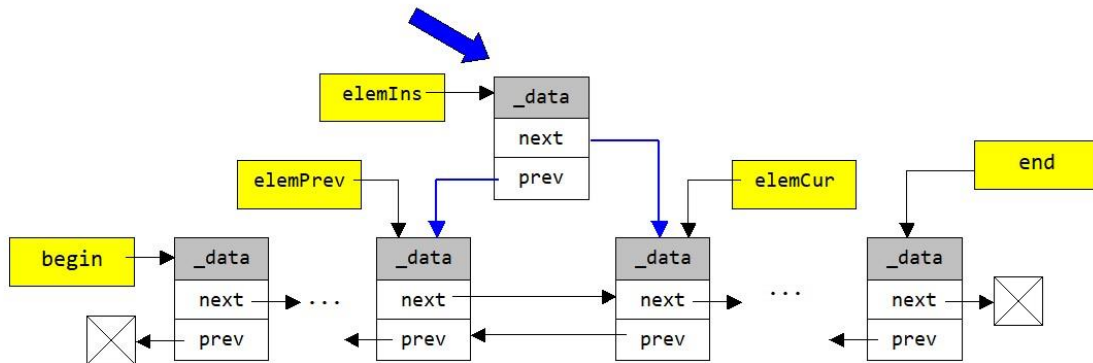 elemIns
_data
next
prev
elemPrev
elemCur
end
begin
_data
next
prev
...
_data
next
prev
_data
next
prev
...
_data
next
prev